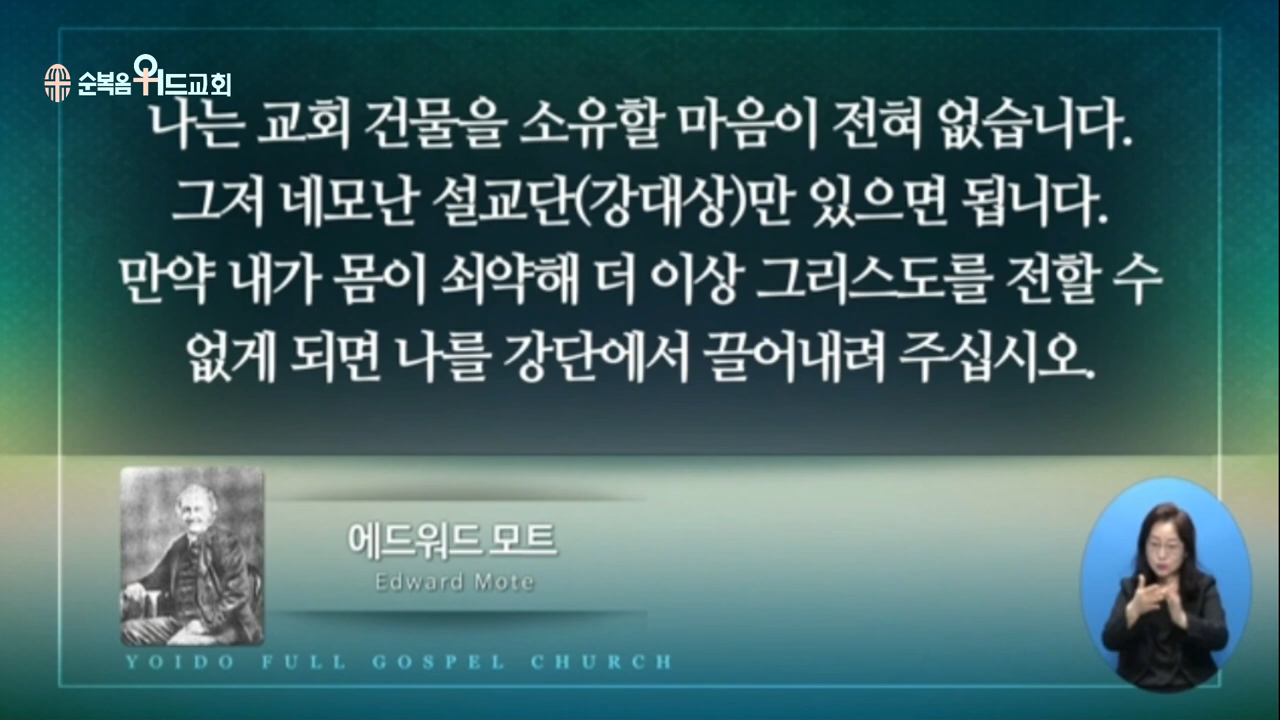 순복음워드교회
나는 교회 건물을 소유할 마음이 전혀 없습니다.
그저 네모난 설교단(강대상)만 있으면 됩니다.
만약 내가 몸이 쇠약해 더 이상 그리스도를 전할 수
없게 되면 나를 강단에서 끌어내려 주십시오.
에드워드 모트
Edward Mote
YOIDO FULL GOSPEL CHURCH